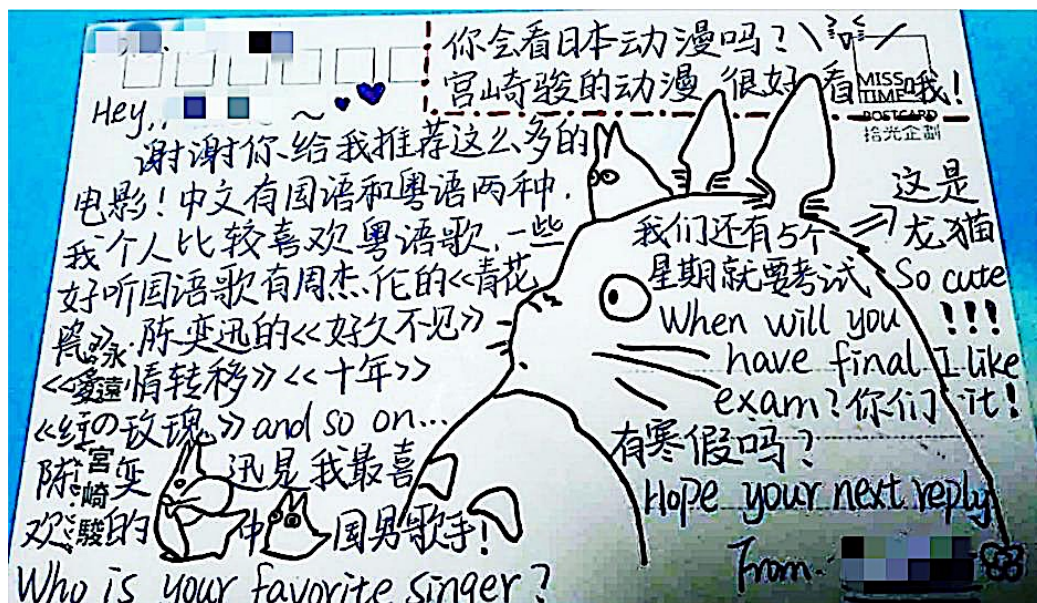 你会看日本动漫吗？
宫崎骏的动漫 很好看哦！
MISS
TIME
POSTCARD
拾光企劃
Hey, ~
谢谢你给我推荐这么多的
电影！中文有国语和粤语两种，
我个人比较喜欢粤语歌，一些
好听国语歌有周杰伦的《青花
瓷》，陈奕迅的《好久不见》
《爱情转移》《十年》
《红玫瑰》and so on...
陈奕迅是我最喜
欢的中国男歌手！
Who is your favorite singer?
永遠の宮崎駿
这是
龙猫
So cute
!!!
I like
it!
我们还有5个
星期就要考试
When will you
have final
exam? 你们
有寒假吗？
Hope your next reply
From.